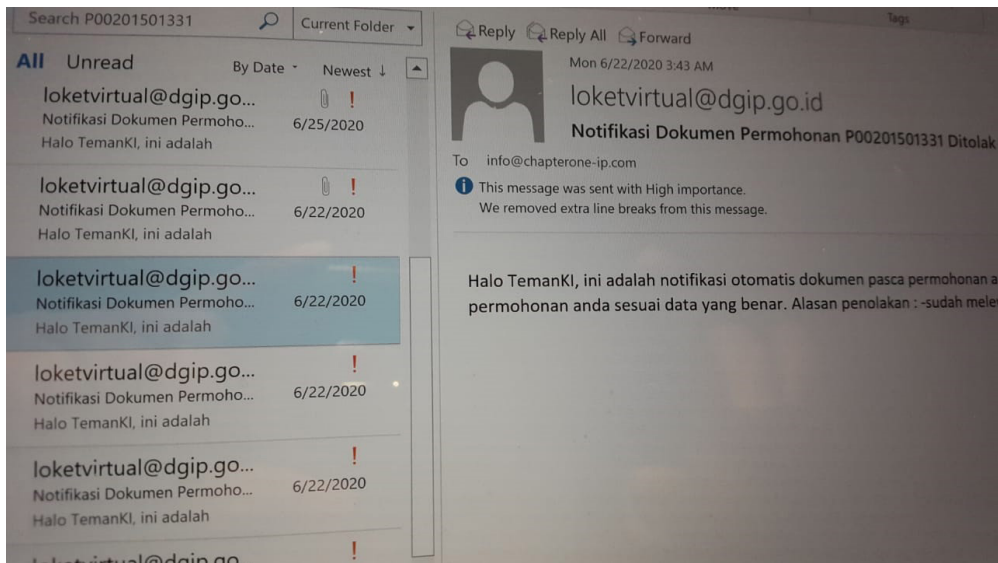 Search P00201501331
Current Folder
All Unread
By Date Newest ↓
loketvirtual@dgip.go...
Notifikasi Dokumen Permoho... 6/25/2020
Halo TemanKI, ini adalah
loketvirtual@dgip.go...
Notifikasi Dokumen Permoho... 6/22/2020
Halo TemanKI, ini adalah
loketvirtual@dgip.go...
Notifikasi Dokumen Permoho... 6/22/2020
Halo TemanKI, ini adalah
loketvirtual@dgip.go...
Notifikasi Dokumen Permoho... 6/22/2020
Halo TemanKI, ini adalah
loketvirtual@dgip.go...
Notifikasi Dokumen Permoho... 6/22/2020
Halo TemanKI, ini adalah
Tags
Reply Reply All Forward
Mon 6/22/2020 3:43 AM
loketvirtual@dgip.go.id
Notifikasi Dokumen Permohonan P00201501331 Ditolak
To info@chapterone-ip.com
This message was sent with High importance.
We removed extra line breaks from this message.
Halo TemanKI, ini adalah notifikasi otomatis dokumen pasca permohonan a
permohonan anda sesuai data yang benar. Alasan penolakan : -sudah mele